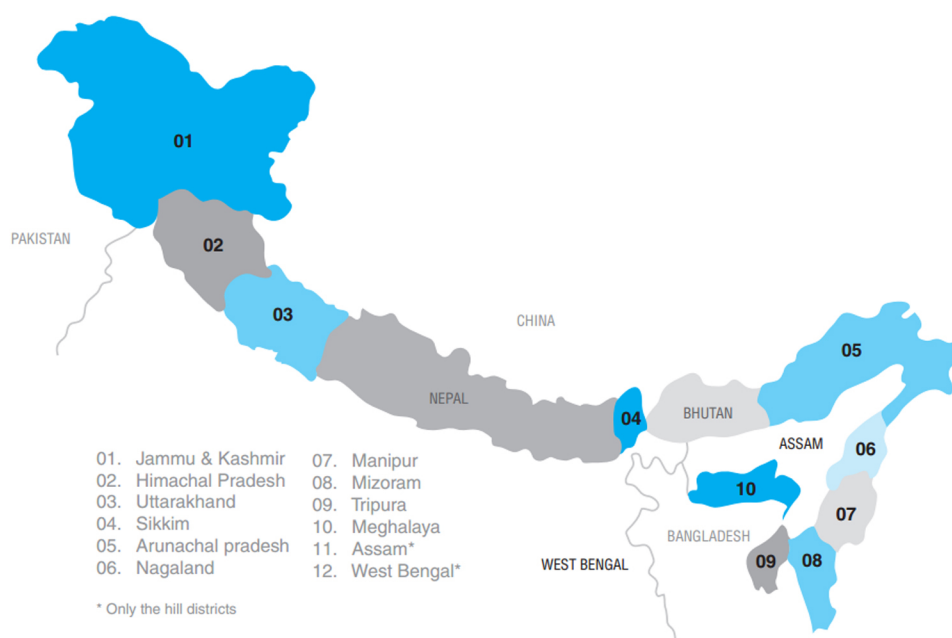 01
PAKISTAN
02
03
CHINA
05
NEPAL
04
BHUTAN
ASSAM
06
10
07
BANGLADESH
WEST BENGAL
09
08
01. Jammu & Kashmir
02. Himachal Pradesh
03. Uttarakhand
04. Sikkim
05. Arunachal pradesh
06. Nagaland
07. Manipur
08. Mizoram
09. Tripura
10. Meghalaya
11. Assam*
12. West Bengal*
* Only the hill districts